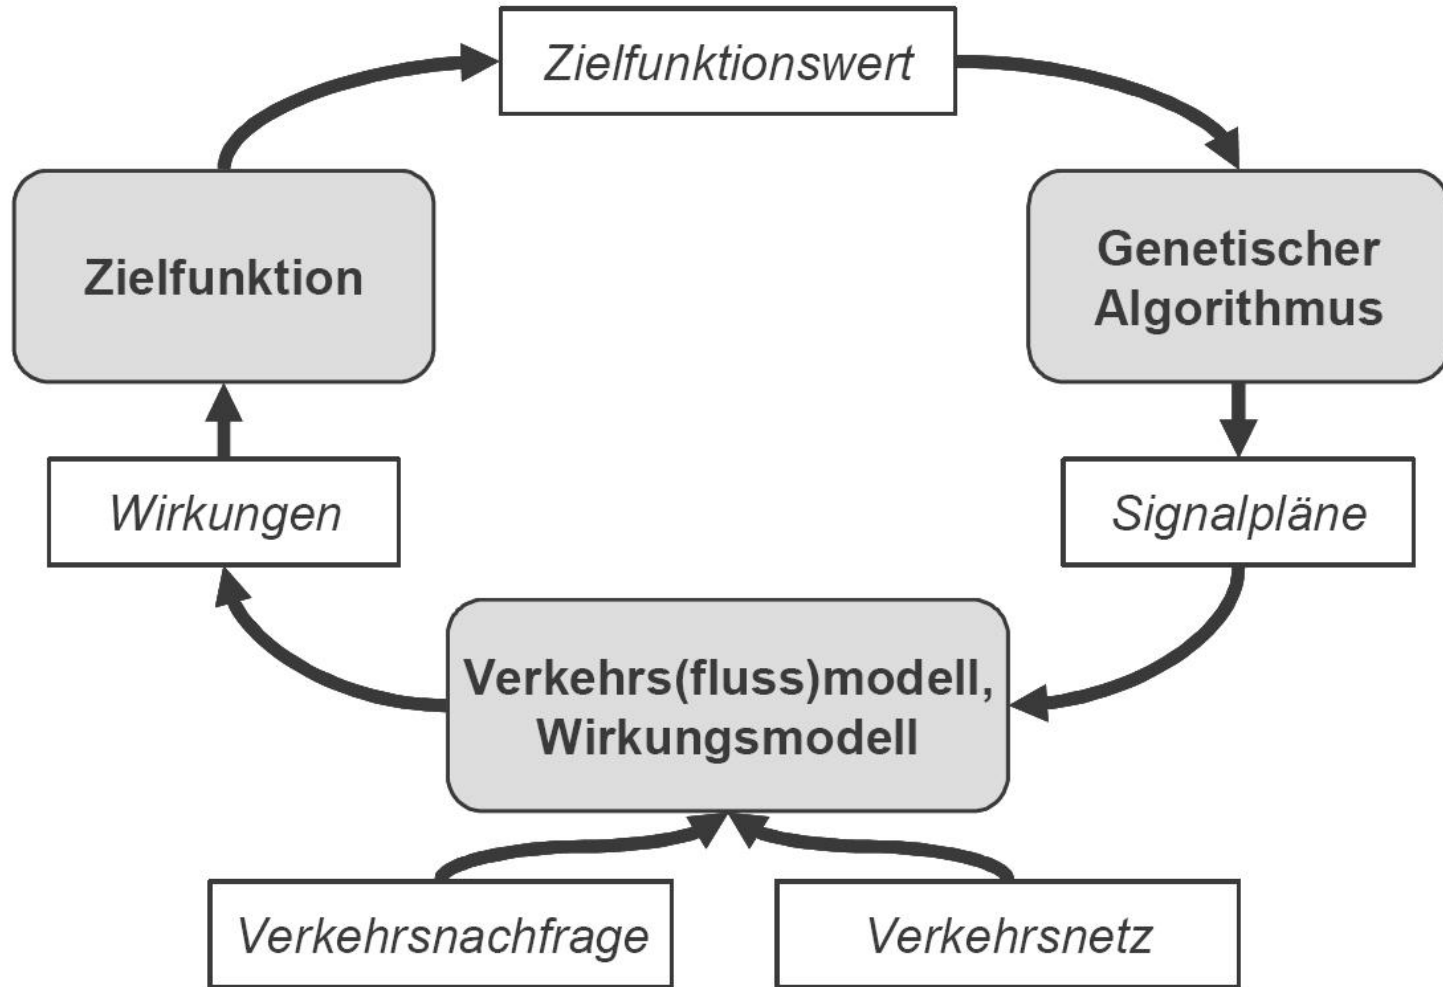 Zielfunktionswert
Zielfunktion
Genetischer
Algorithmus
Wirkungen
Signalpläne
Verkehrs(fluss)modell,
Wirkungsmodell
Verkehrsnachfrage
Verkehrsnetz